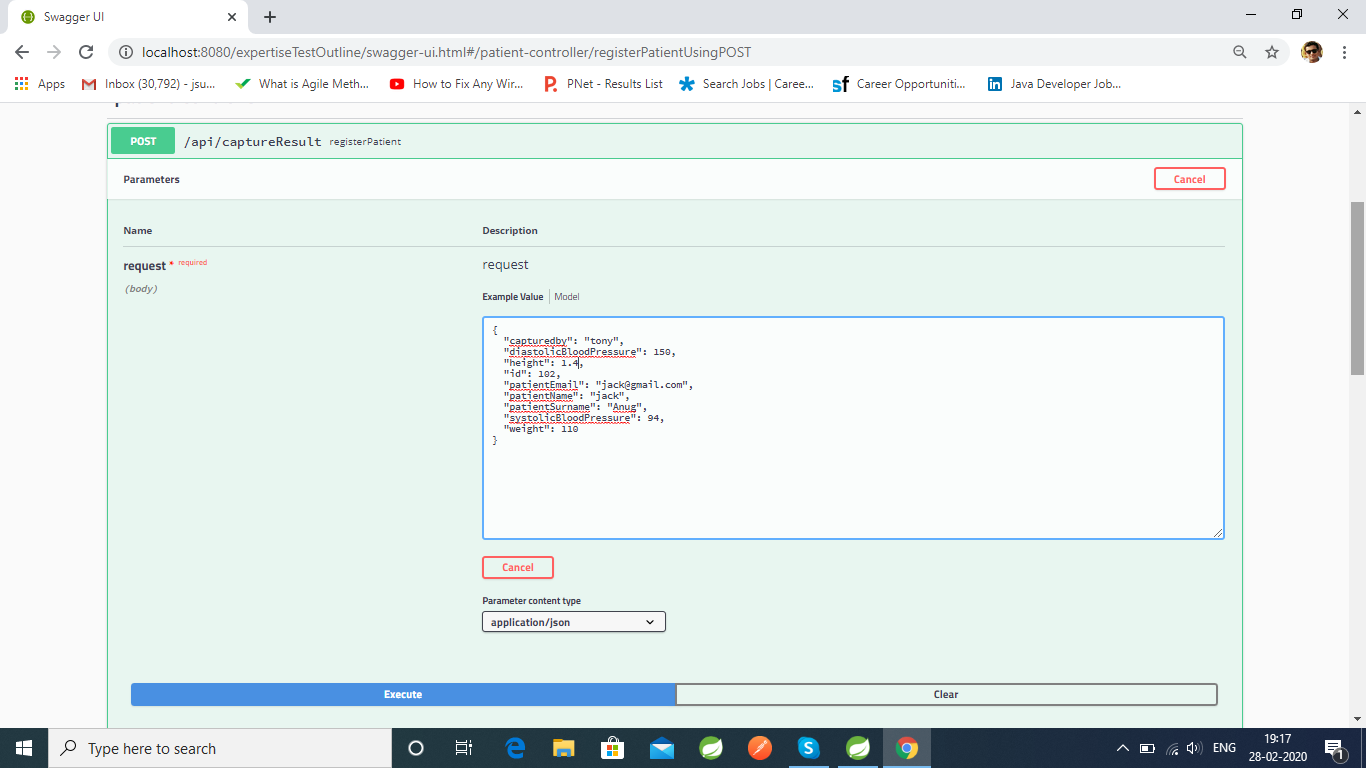 Swagger UI
localhost:8080/expertiseTestOutline/swagger-ui.html#/patient-controller/registerPatientUsingPOST
Apps
Inbox (30,792) - jsu...
What is Agile Meth...
How to Fix Any Wir...
PNet - Results List
Search Jobs | Caree...
Career Opportuniti...
Java Developer Job...
POST /api/captureResult registerPatient
Parameters
Cancel
Name Description
request * required
request
(body)
Example Value Model
{
"capturedby": "tony",
"diastolicBloodPressure": 150,
"height": 1.4,
"id": 102,
"patientEmail": "jack@gmail.com",
"patientName": "jack",
"patientSurname": "Anug",
"systolicBloodPressure": 94,
"weight": 110
}
Cancel
Parameter content type
application/json
Execute Clear
Type here to search
ENG
19:17
28-02-2020
1